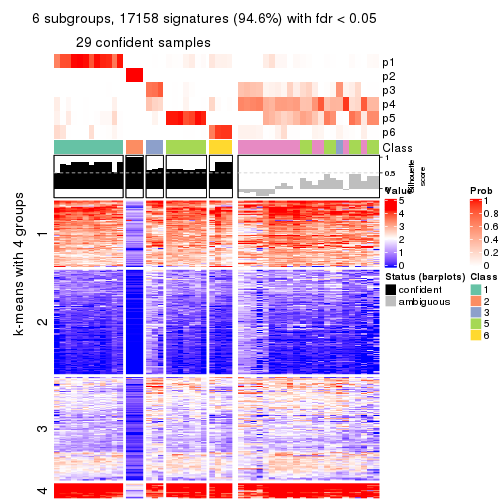 6 subgroups, 17158 signatures (94.6%) with fdr < 0.05
29 confident samples
p1
p2
p3
p4
p5
p6
Class
1
0.5
0
Silhouette
score
k-means with 4 groups
1
2
3
4
Value
5
4
3
2
1
0
Prob
1
0.8
0.6
0.4
0.2
0
Status (barplots)
confident
ambiguous
Class
1
2
3
5
6